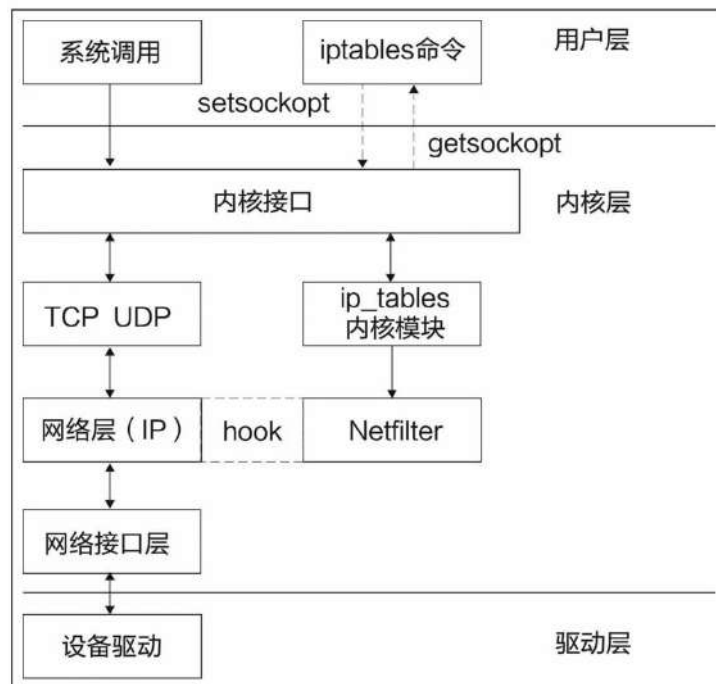 系统调用
iptables命令
用户层
setsockopt
getsockopt
内核接口
内核层
TCP UDP
ip_tables
内核模块
网络层（IP）
hook
Netfilter
网络接口层
设备驱动
驱动层